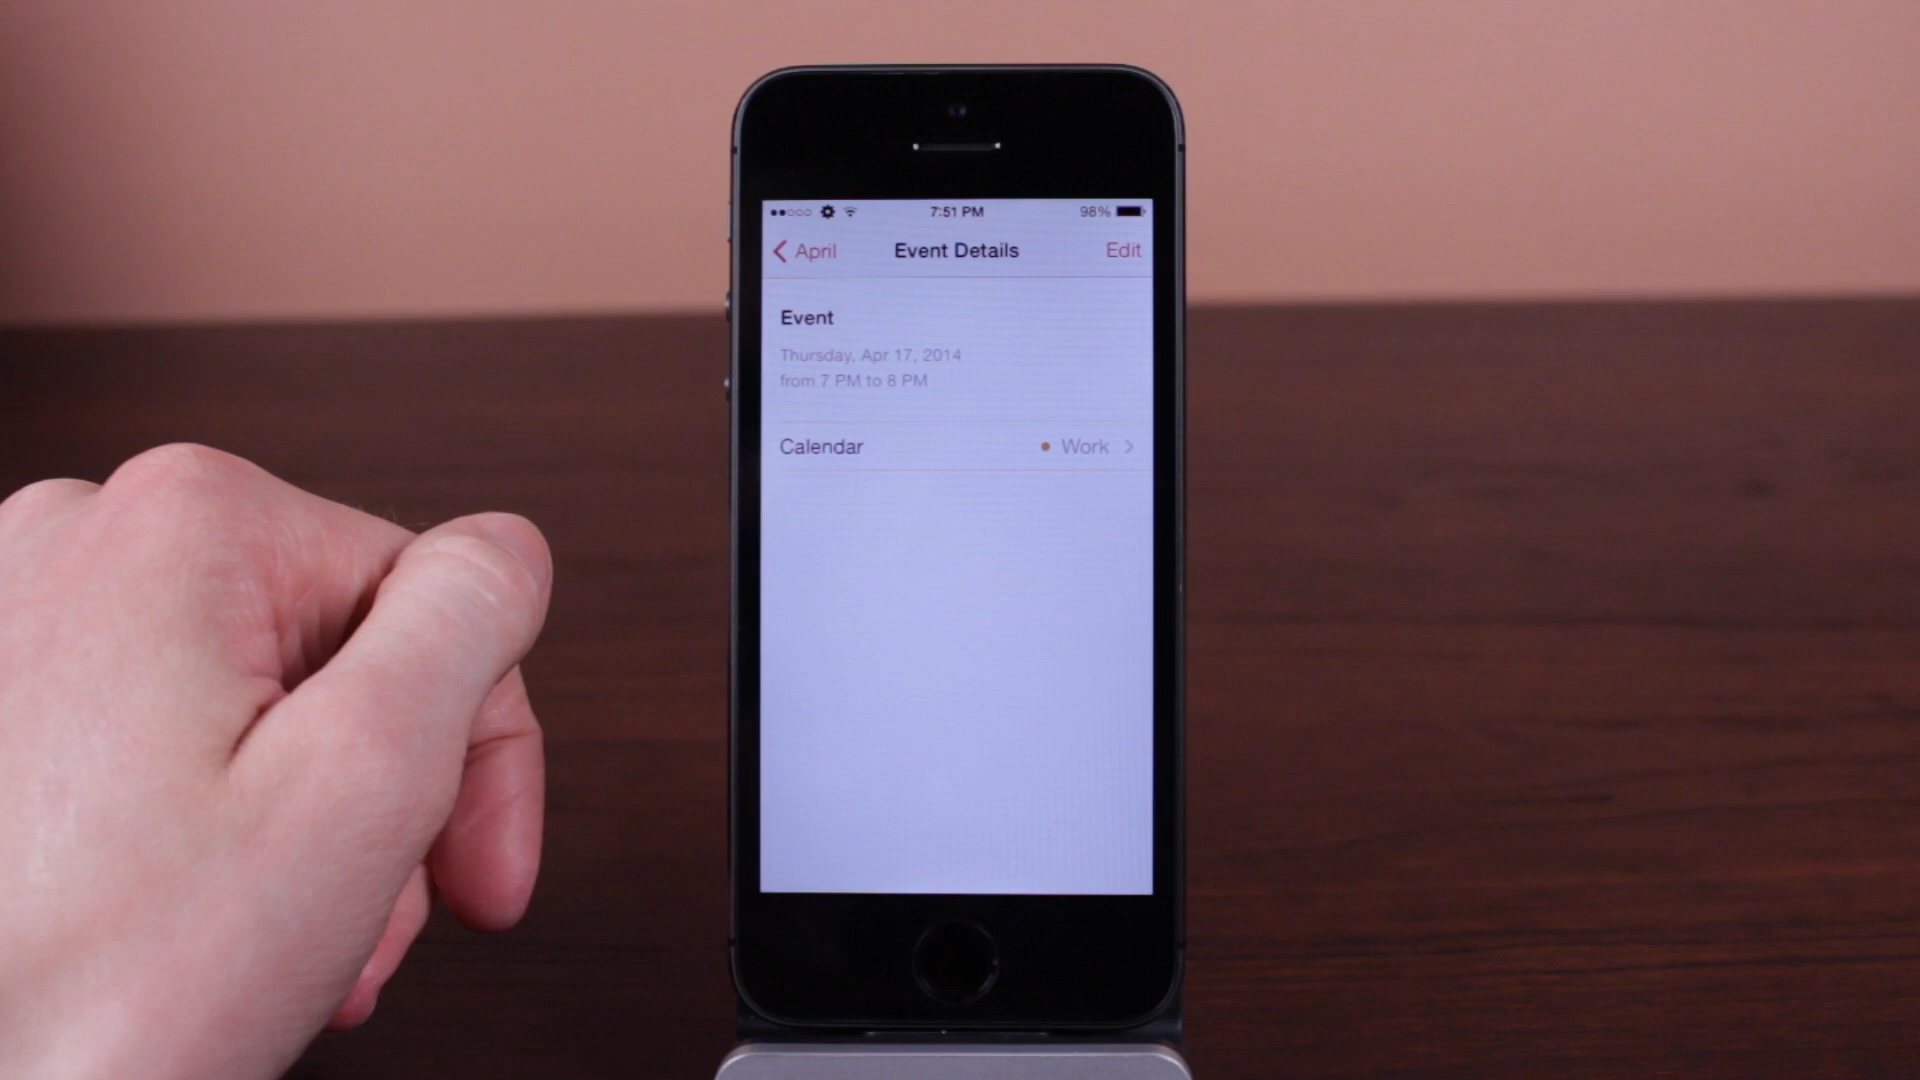 7:51 PM 98%
April Event Details Edit
Event
Thursday, Apr 17, 2014
from 7 PM to 8 PM
Calendar Work